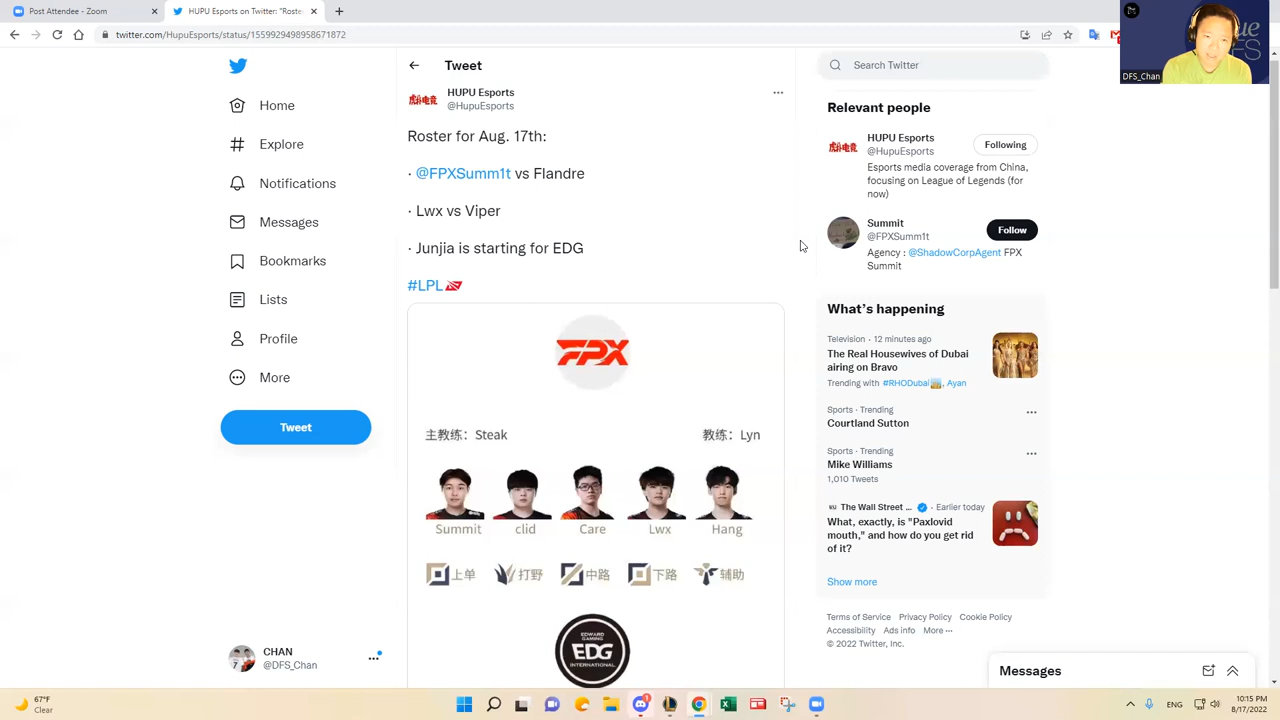 Post Attendee - Zoom
HUPU Esports on Twitter: "Roste
twitter.com/HupuEsports/status/1559929498958671872
DFS_Chan
Home
Explore
Notifications
Messages
Bookmarks
Lists
Profile
More
Tweet
CHAN
@DFS_Chan
Tweet
HUPU Esports
@HupuEsports
Roster for Aug. 17th:
· @FPXSumm1t vs Flandre
· Lwx vs Viper
· Junjia is starting for EDG
#LPL
FPX
主教练：Steak
教练：Lyn
Summit clid Care Lwx Hang
上单 打野 中路 下路 辅助
EDWARD GAMING
EDG
INTERNATIONAL
Search Twitter
Relevant people
HUPU Esports
@HupuEsports
Following
Esports media coverage from China,
focusing on League of Legends (for
now)
Summit
@FPXSumm1t
Follow
Agency : @ShadowCorpAgent FPX
Summit
What's happening
Television · 12 minutes ago
The Real Housewives of Dubai
airing on Bravo
Trending with #RHODubai, Ayan
Sports · Trending
Courtland Sutton
Sports · Trending
Mike Williams
1,010 Tweets
The Wall Street ... · Earlier today
What, exactly, is "Paxlovid
mouth," and how do you get rid
of it?
Show more
Terms of Service Privacy Policy Cookie Policy
Accessibility Ads info More ···
© 2022 Twitter, Inc.
Messages
67°F
Clear
ENG
10:15 PM
8/17/2022